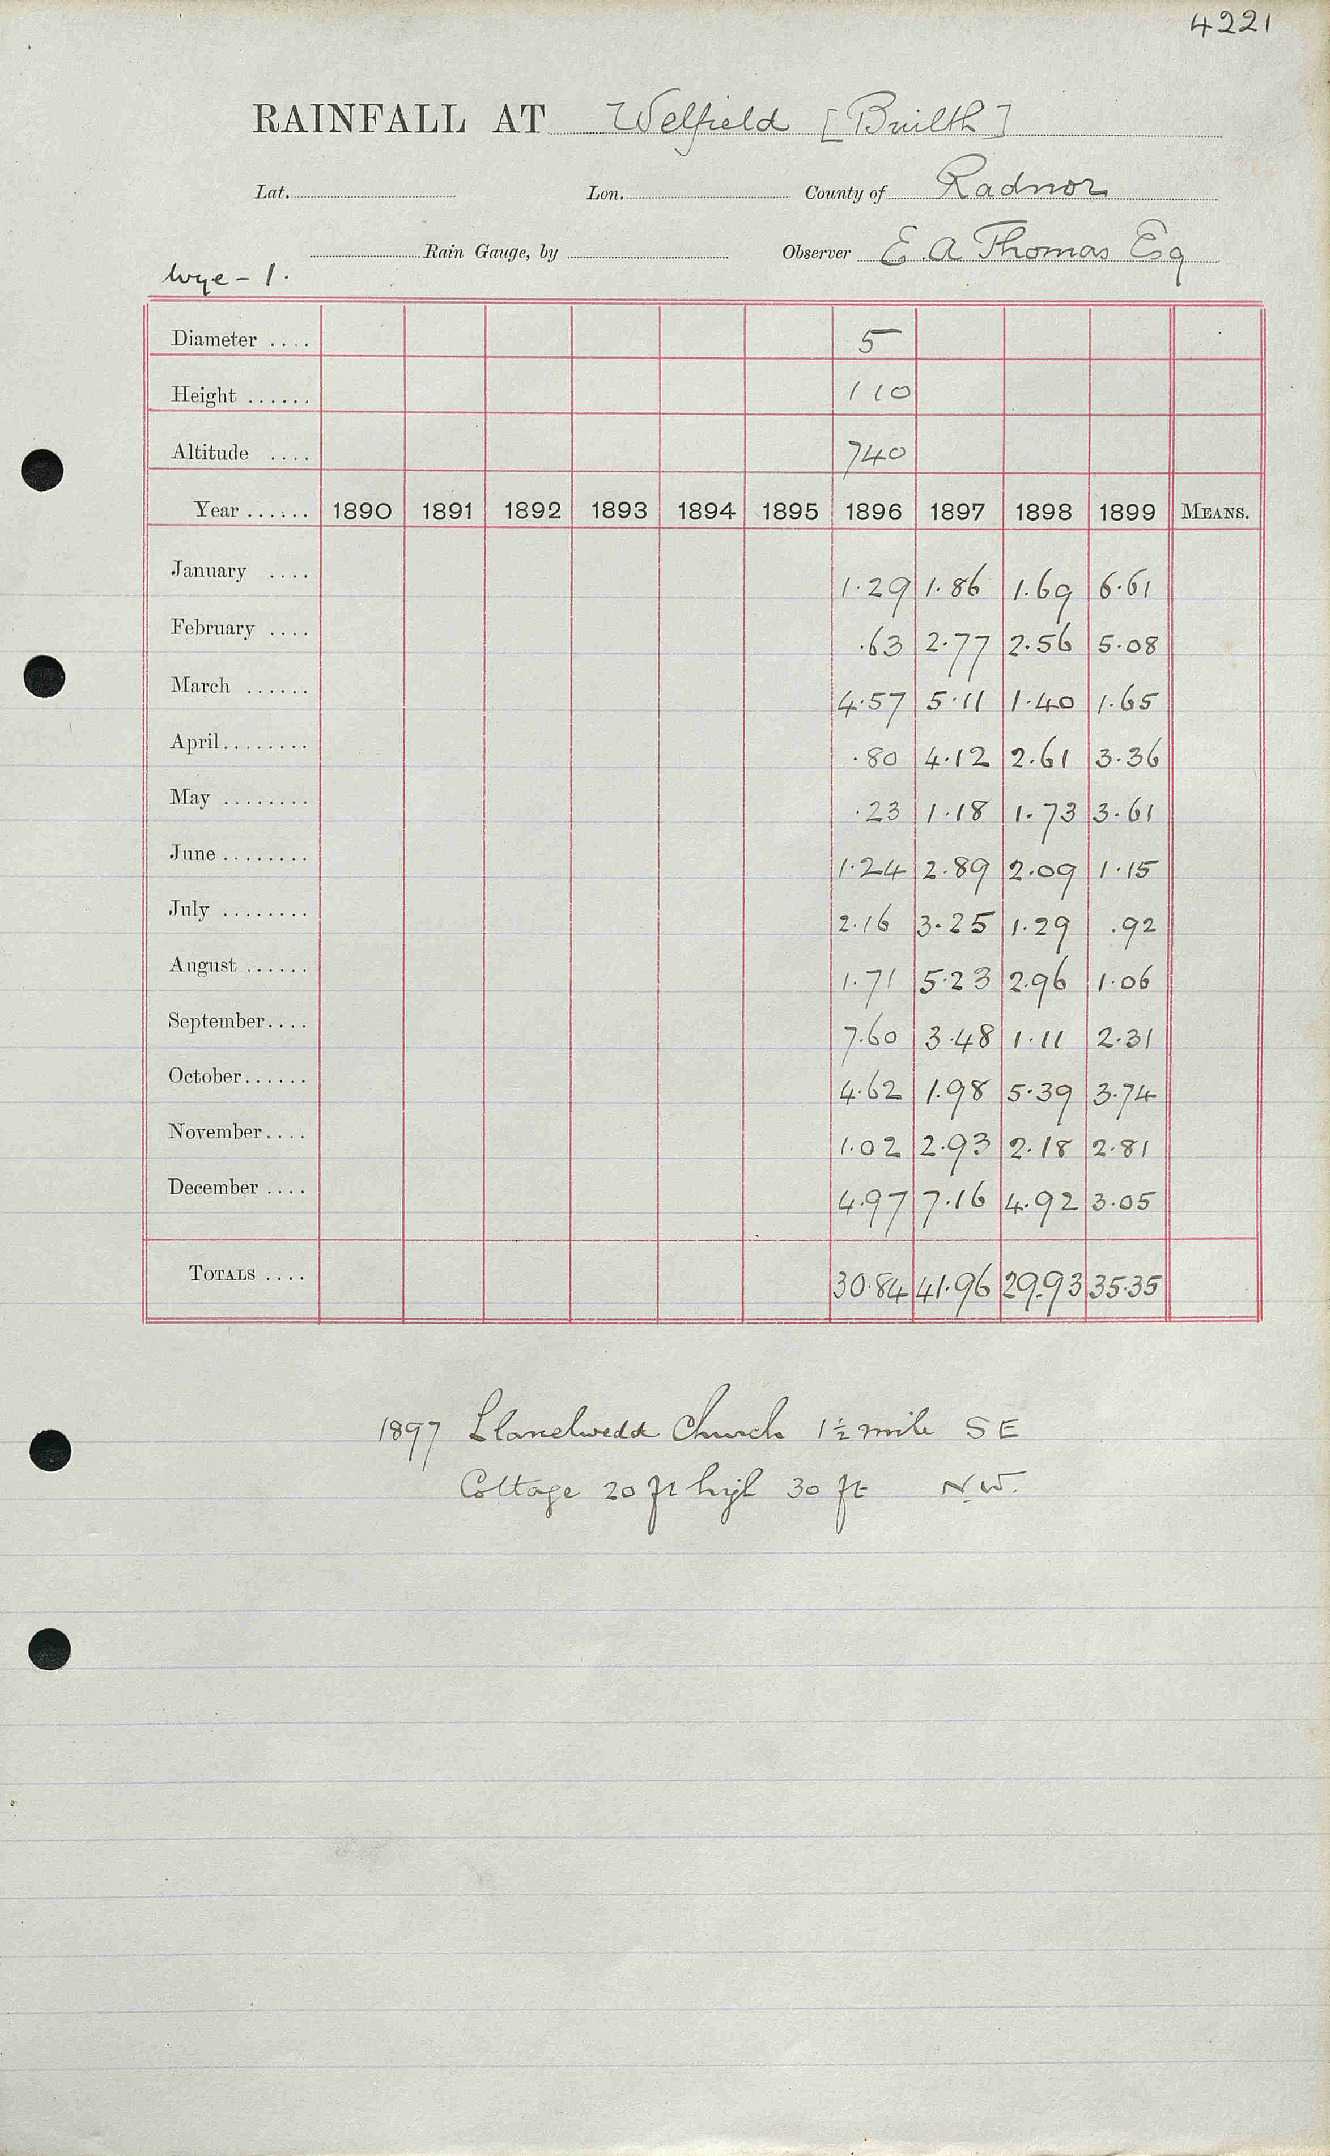 4221
RAINFALL AT Welfield [Builth]
Lat. Lon. County of Radnor
Rain Gauge, by Observer E A Thomas Esq
Wye - 1.
Diameter .... 5
Height ...... 110
Altitude .... 740
Year ...... 1890 1891 1892 1893 1894 1895 1896 1897 1898 1899 MEANS.
January .... 1.29 1.86 1.69 6.61
February .... .63 2.77 2.56 5.08
March ...... 4.57 5.11 1.40 1.65
April........ .80 4.12 2.61 3.36
May ........ .23 1.18 1.73 3.61
June ........ 1.24 2.89 2.09 1.15
July ........ 2.16 3.25 1.29 .92
August ...... 1.71 5.23 2.96 1.06
September.... 7.60 3.48 1.11 2.31
October...... 4.62 1.98 5.39 3.74
November.... 1.02 2.93 2.18 2.81
December .... 4.97 7.16 4.92 3.05
TOTALS .... 30.84 41.96 29.93 35.35
1897 Llanelwedd Church 1½ mile SE
Cottage 20 ft high 30 ft N.W.